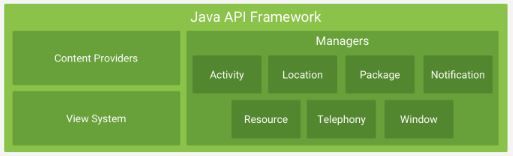 Java API Framework
Content Providers
View System
Managers
Activity
Location
Package
Notification
Resource
Telephony
Window